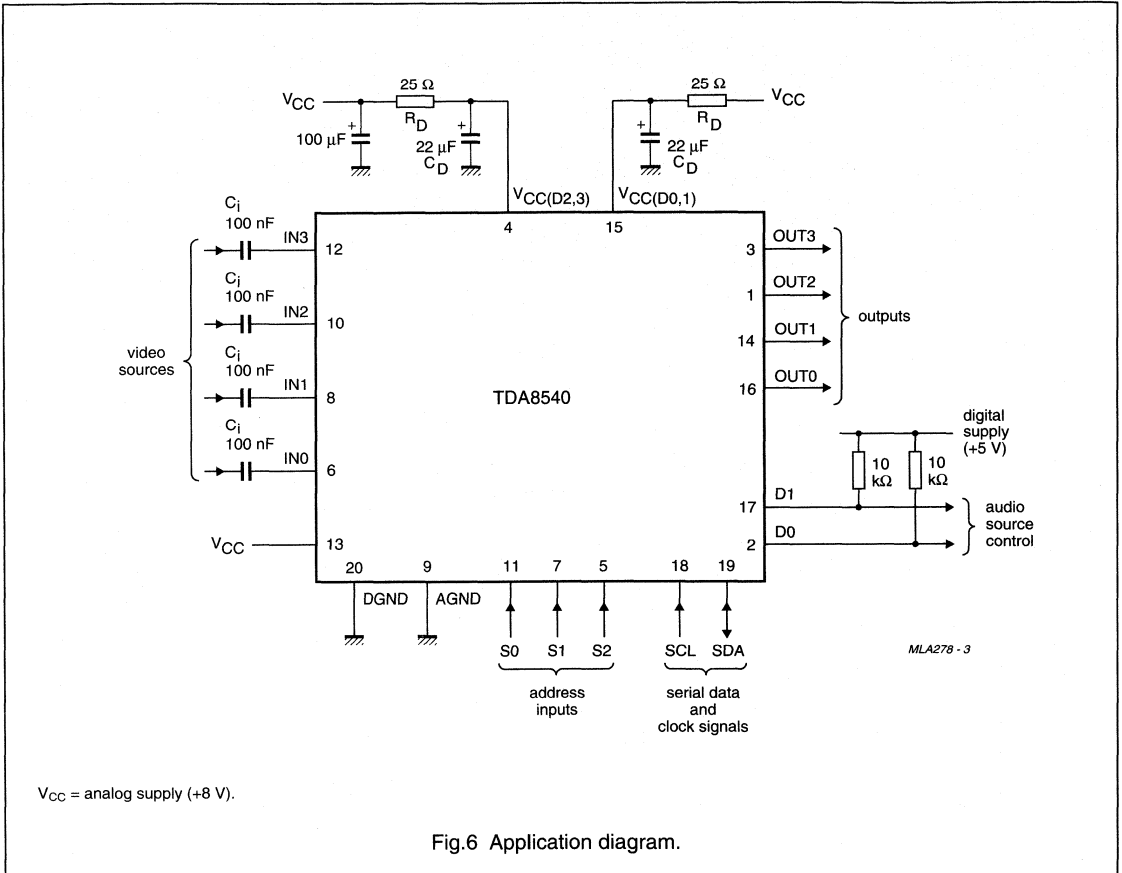 25 Ω
25 Ω
VCC
VCC
RD
RD
+
+
+
100 μF
22 μF
CD
22 μF
CD
VCC(D2,3)
VCC(D0,1)
4
15
Ci
100 nF
IN3
12
Ci
100 nF
IN2
10
Ci
100 nF
IN1
8
Ci
100 nF
IN0
6
video
sources
TDA8540
3
OUT3
1
OUT2
14
OUT1
16
OUT0
outputs
digital
supply
(+5 V)
10
kΩ
10
kΩ
17
D1
2
D0
audio
source
control
VCC
13
20
9
11
7
5
18
19
DGND
AGND
S0
S1
S2
SCL
SDA
address
inputs
serial data
and
clock signals
MLA278 - 3
VCC = analog supply (+8 V).
Fig.6 Application diagram.